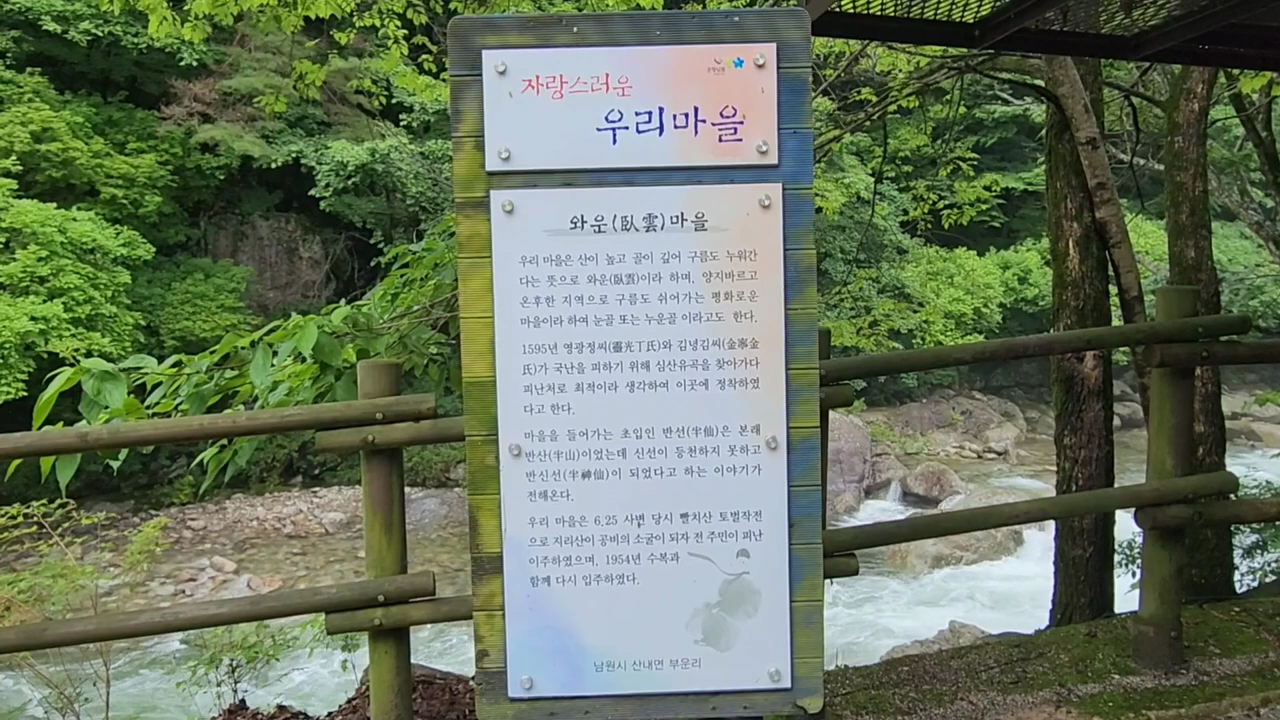 자랑스러운
우리마을
와운(臥雲)마을
우리 마을은 산이 높고 골이 깊어 구름도 누워간
다는 뜻으로 와운(臥雲)이라 하며, 양지바르고
온후한 지역으로 구름도 쉬어가는 평화로운
마을이라 하여 눈골 또는 누운골 이라고도 한다.
1595년 영광정씨(靈光丁氏)와 김녕김씨(金寧金
氏)가 국난을 피하기 위해 심산유곡을 찾아가다
피난처로 최적이라 생각하여 이곳에 정착하였
다고 한다.
마을을 들어가는 초입인 반선(半仙)은 본래
반산(半山)이었는데 신선이 등천하지 못하고
반신선(半神仙)이 되었다고 하는 이야기가
전해온다.
우리 마을은 6.25 사변 당시 빨치산 토벌작전
으로 지리산이 공비의 소굴이 되자 전 주민이 피난
이주하였으며, 1954년 수복과
함께 다시 입주하였다.
남원시 산내면 부운리